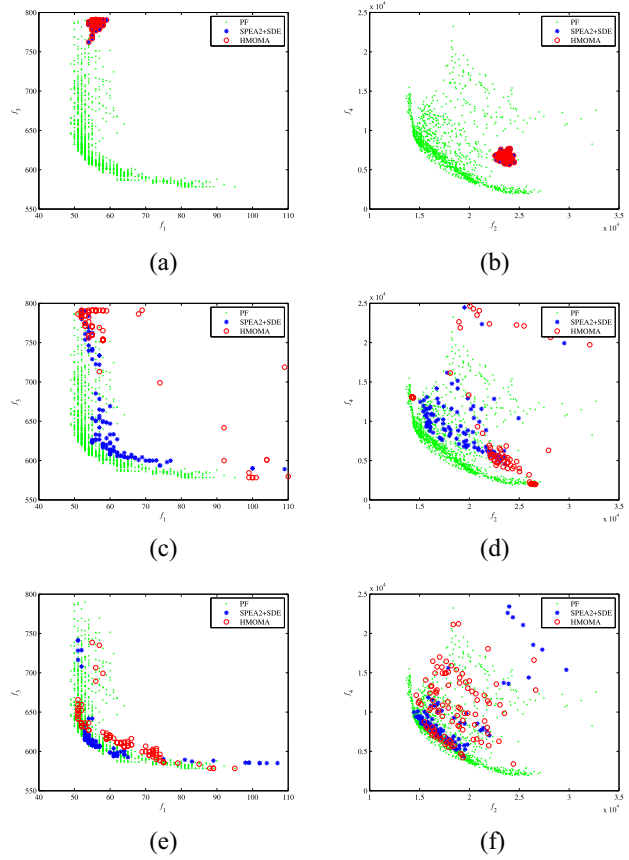 800
750
700
650
600
550
f3
40 50 60 70 80 90 100 110
f1
PF
SPEA2+SDE
HMOMA
(a)
2.5 x 10^4
2
1.5
1
0.5
0
f4
1 1.5 2 2.5 3 3.5
f2
x 10^4
PF
SPEA2+SDE
HMOMA
(b)
800
750
700
650
600
550
f3
40 50 60 70 80 90 100 110
f1
PF
SPEA2+SDE
HMOMA
(c)
2.5 x 10^4
2
1.5
1
0.5
0
f4
1 1.5 2 2.5 3 3.5
f2
x 10^4
PF
SPEA2+SDE
HMOMA
(d)
800
750
700
650
600
550
f3
40 50 60 70 80 90 100 110
f1
PF
SPEA2+SDE
HMOMA
(e)
2.5 x 10^4
2
1.5
1
0.5
0
f4
1 1.5 2 2.5 3 3.5
f2
x 10^4
PF
SPEA2+SDE
HMOMA
(f)